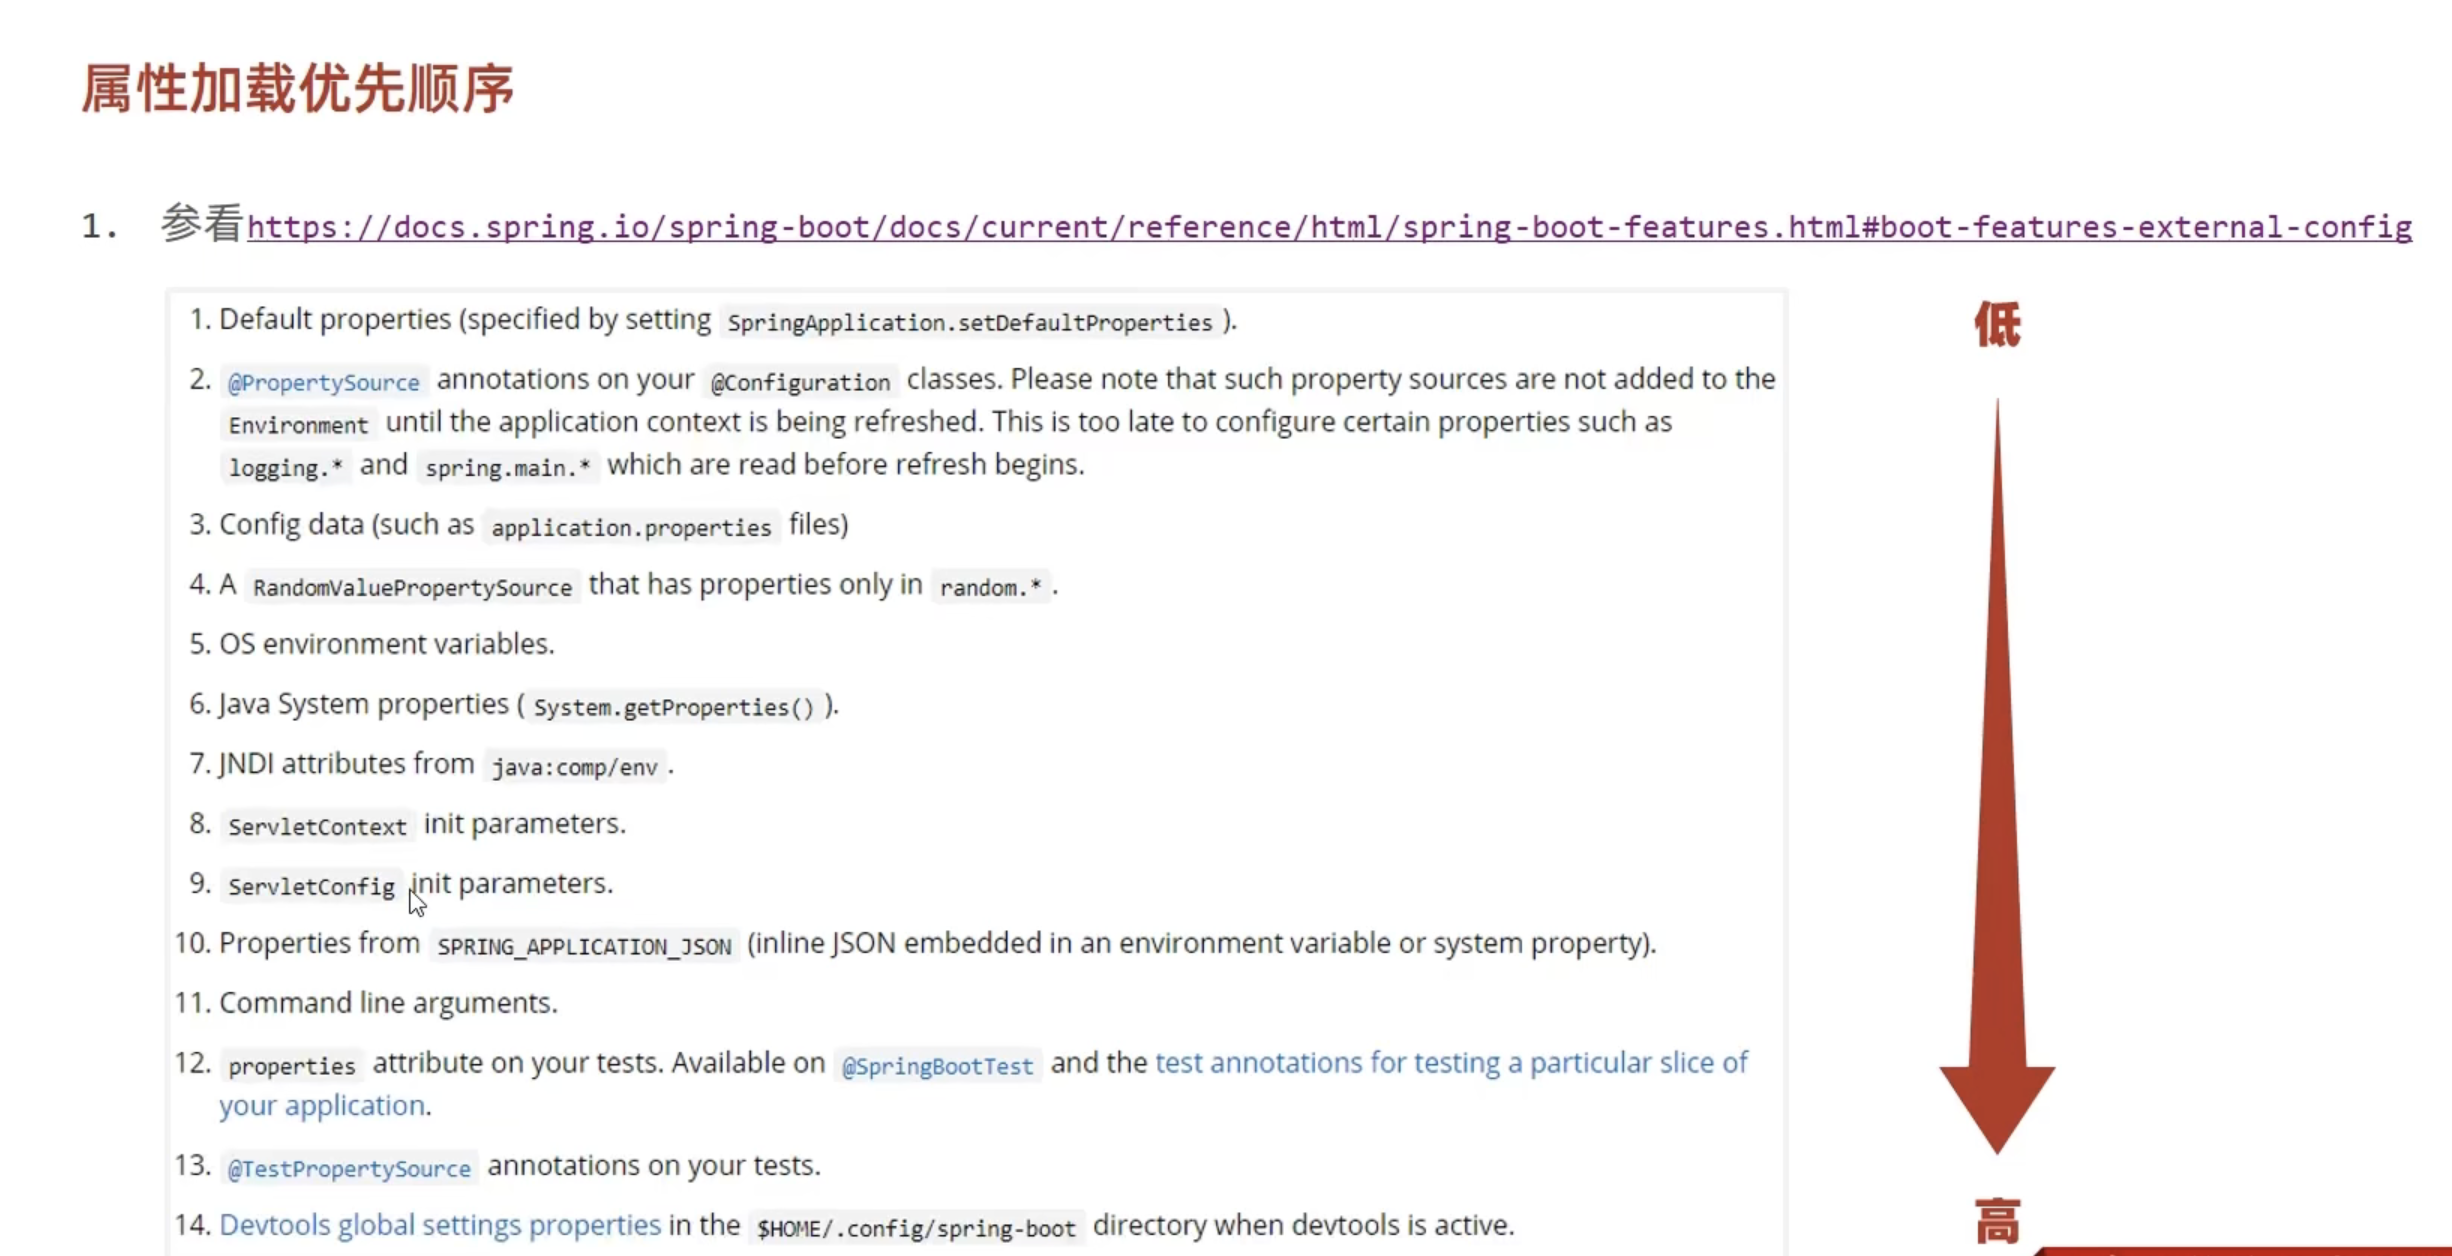 属性加载优先顺序
1. 参看https://docs.spring.io/spring-boot/docs/current/reference/html/spring-boot-features.html#boot-features-external-config
低
1. Default properties (specified by setting SpringApplication.setDefaultProperties ).
2. @PropertySource annotations on your @Configuration classes. Please note that such property sources are not added to the
Environment until the application context is being refreshed. This is too late to configure certain properties such as
logging.* and spring.main.* which are read before refresh begins.
3. Config data (such as application.properties files)
4. A RandomValuePropertySource that has properties only in random.* .
5. OS environment variables.
6. Java System properties ( System.getProperties() ).
7. JNDI attributes from java:comp/env .
8. ServletContext init parameters.
9. ServletConfig init parameters.
10. Properties from SPRING_APPLICATION_JSON (inline JSON embedded in an environment variable or system property).
11. Command line arguments.
12. properties attribute on your tests. Available on @SpringBootTest and the test annotations for testing a particular slice of
your application.
13. @TestPropertySource annotations on your tests.
14. Devtools global settings properties in the $HOME/.config/spring-boot directory when devtools is active.
高